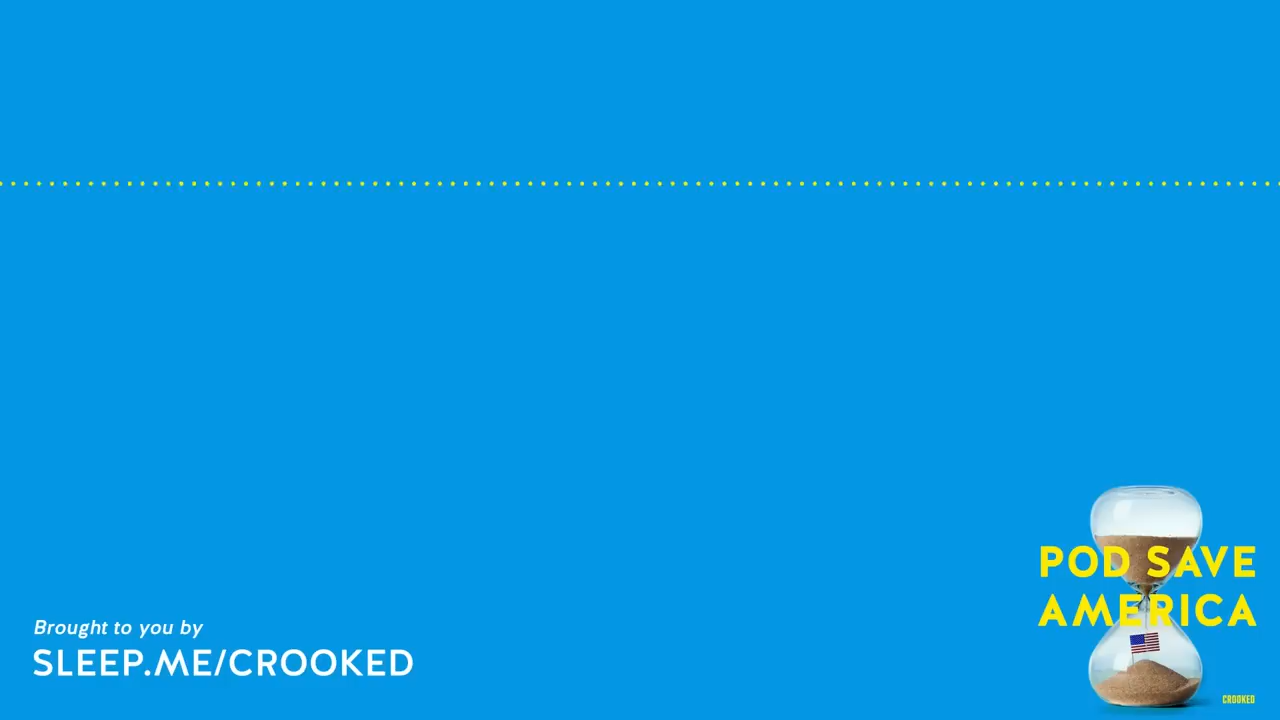 POD SAVE
AMERICA
Brought to you by
SLEEP.ME/CROOKED
CROOKED